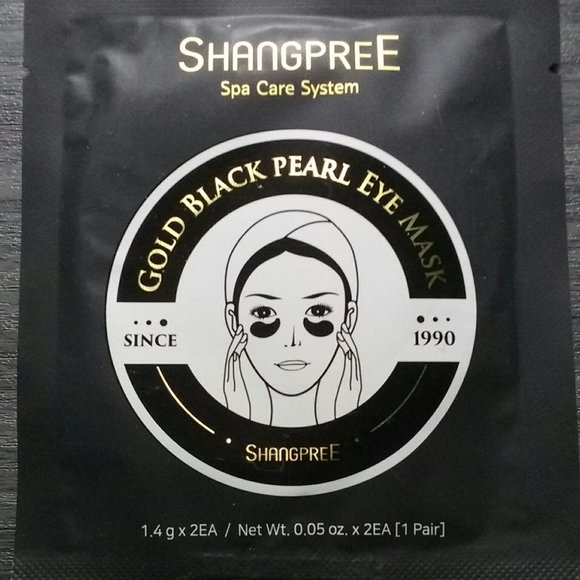 SHANGPREE
Spa Care System
GOLD BLACK PEARL EYE MASK
SINCE
1990
SHANGPREE
1.4 g x 2EA / Net Wt. 0.05 oz. x 2EA [1 Pair]